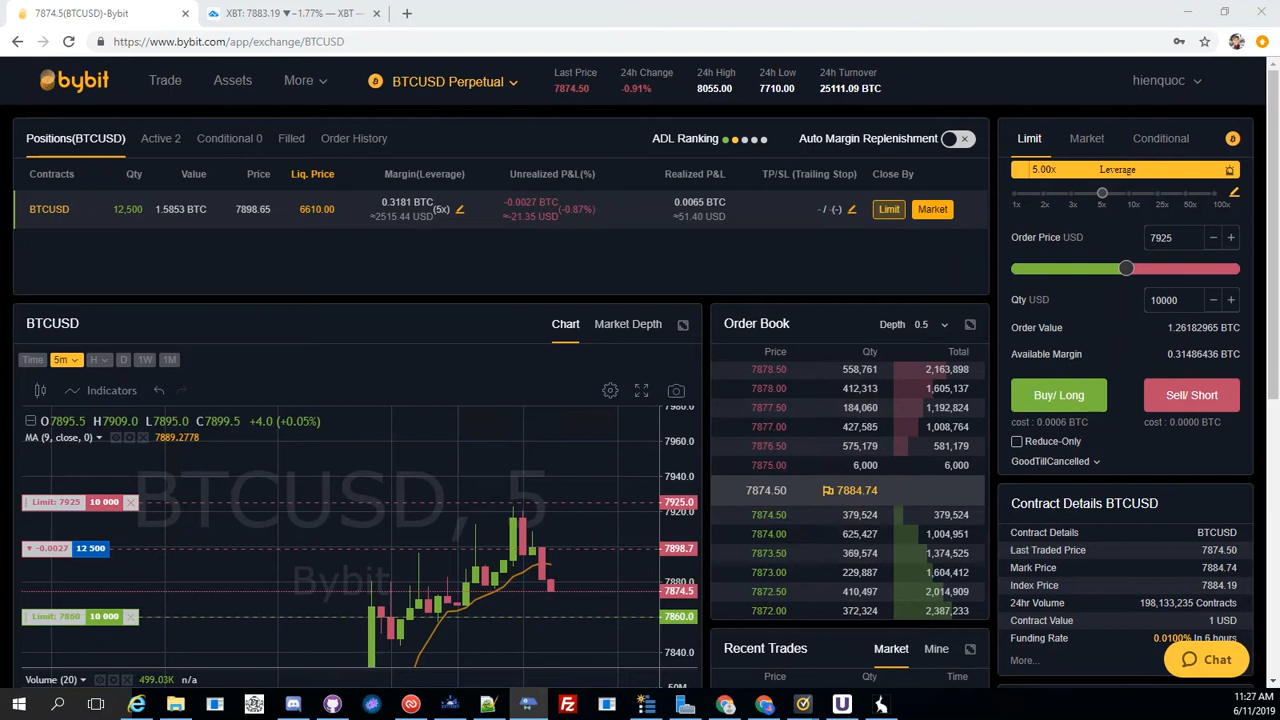 7874.5(BTCUSD)-Bybit
XBT: 7883.19 ▼−1.77% — XBT —
https://www.bybit.com/app/exchange/BTCUSD
bybit
Trade
Assets
More
BTCUSD Perpetual
Last Price
24h Change
24h High
24h Low
24h Turnover
7874.50
-0.91%
8055.00
7710.00
25111.09 BTC
hienquoc
Positions(BTCUSD)
Active 2
Conditional 0
Filled
Order History
ADL Ranking
Auto Margin Replenishment
Contracts
Qty
Value
Price
Liq. Price
Margin(Leverage)
Unrealized P&L(%)
Realized P&L
TP/SL (Trailing Stop)
Close By
BTCUSD
12,500
1.5853 BTC
7898.65
6610.00
0.3181 BTC
≈2515.44 USD
(5x)
-0.0027 BTC
≈-21.35 USD
(-0.87%)
0.0065 BTC
≈51.40 USD
- / -(-)
Limit
Market
Limit
Market
Conditional
5.00x
Leverage
1x 2x 3x 5x 10x 25x 50x 100x
Order Price USD
7925
Qty USD
10000
Order Value
1.26182965 BTC
Available Margin
0.31486436 BTC
Buy/ Long
Sell/ Short
cost : 0.0006 BTC
cost : 0.0000 BTC
Reduce-Only
GoodTillCancelled
BTCUSD
Chart
Market Depth
Time
5m
H
D
1W
1M
Indicators
O7895.5 H7909.0 L7895.0 C7899.5 +4.0 (+0.05%)
MA (9, close, 0)
7889.2778
BTCUSD, 5
Bybit
Limit: 7925
10 000
-0.0027
12 500
Limit: 7860
10 000
7980.0
7960.0
7940.0
7925.0
7920.0
7898.7
7880.0
7874.5
7860.0
7840.0
Volume (20)
499.03K
n/a
50M
Order Book
Depth
0.5
Price
Qty
Total
7878.50 558,761 2,163,898
7878.00 412,313 1,605,137
7877.50 184,060 1,192,824
7877.00 427,585 1,008,764
7876.50 575,179 581,179
7875.00 6,000 6,000
7874.50
7884.74
7874.50 379,524 379,524
7874.00 625,427 1,004,951
7873.50 369,574 1,374,525
7873.00 229,887 1,604,412
7872.50 410,497 2,014,909
7872.00 372,324 2,387,233
Recent Trades
Market
Mine
Price
Qty
Time
Contract Details BTCUSD
Contract Details
BTCUSD
Last Traded Price
7874.50
Mark Price
7884.74
Index Price
7884.19
24hr Volume
198,133,235 Contracts
Contract Value
1 USD
Funding Rate
0.0100% In 6 hours
More...
Chat
11:27 AM
6/11/2019